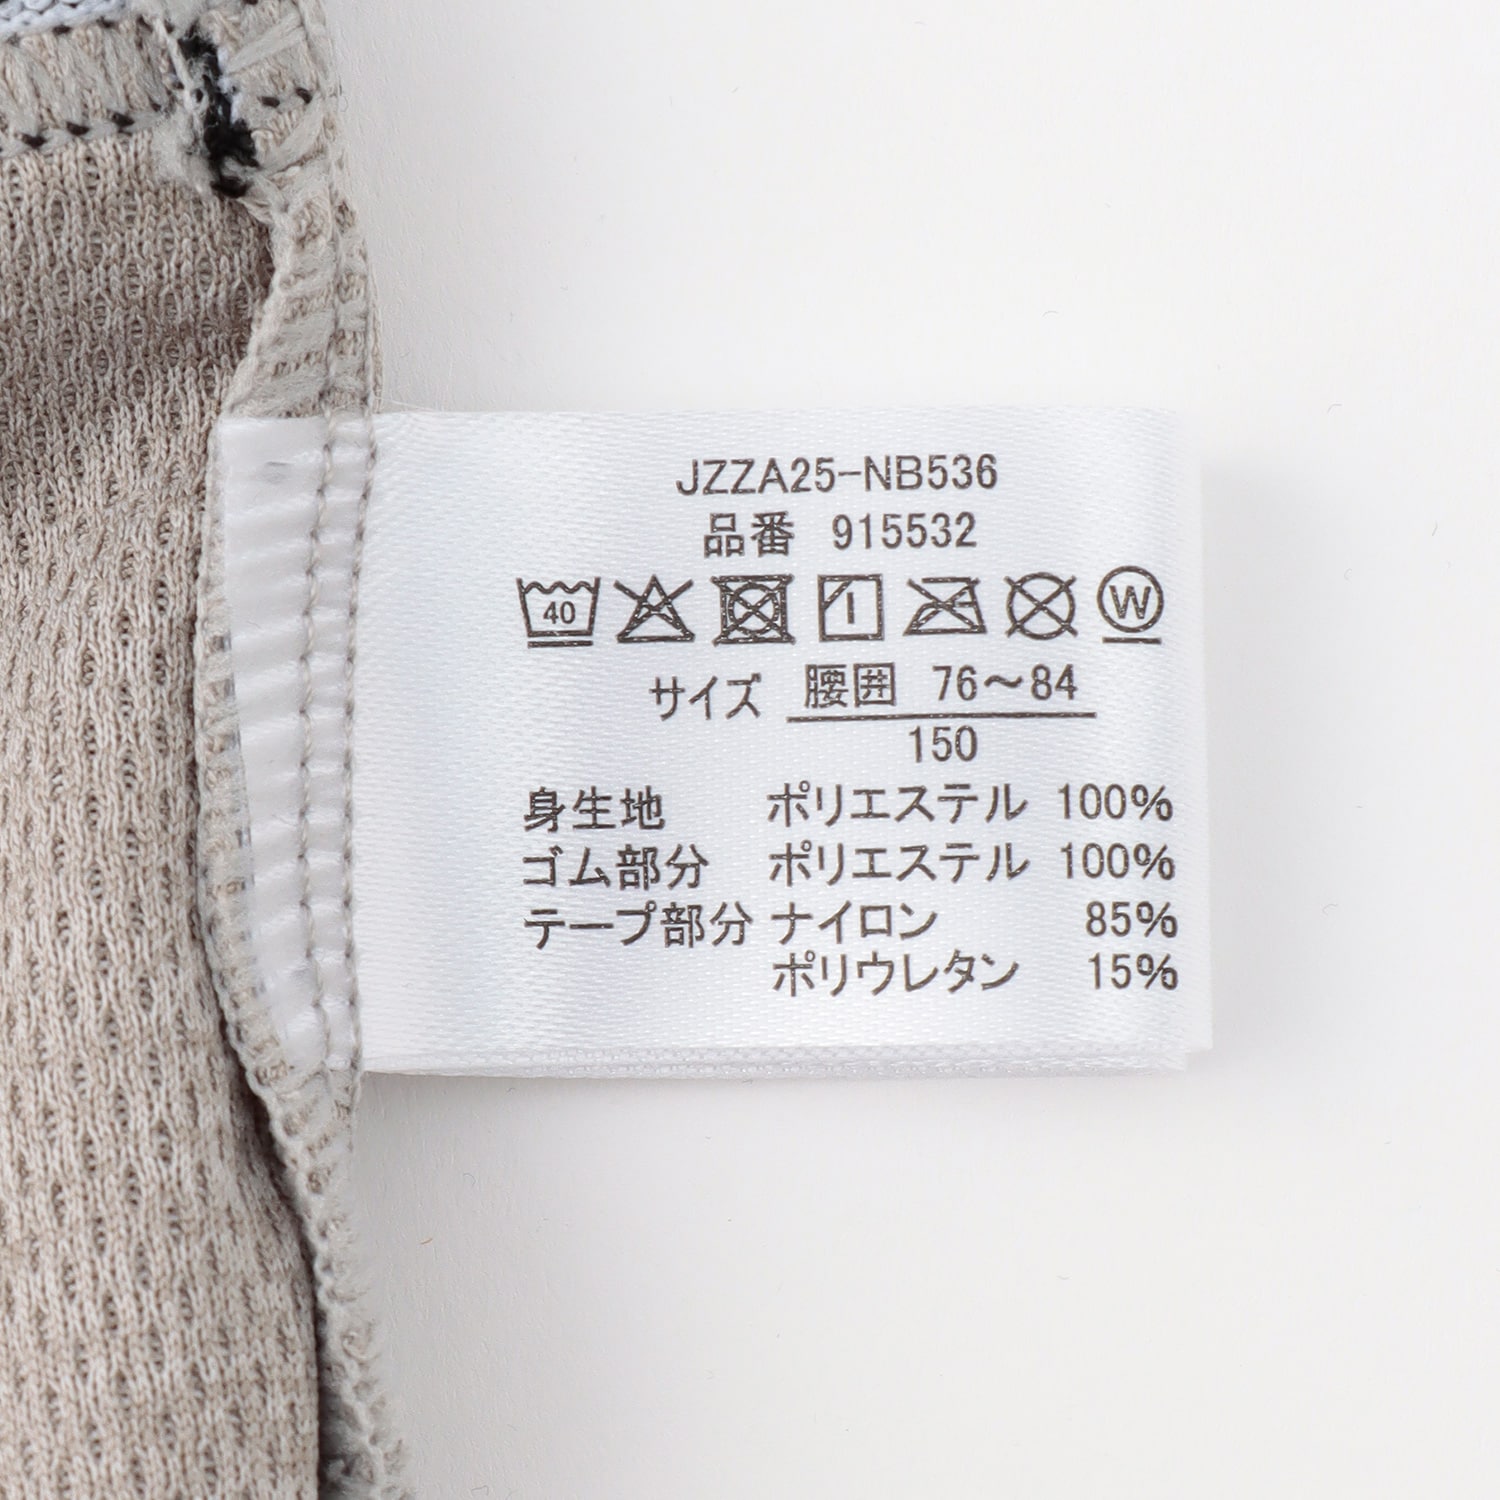 JZZA25-NB536
品番 915532
40 W
サイズ 腰囲 76～84
150
身生地 ポリエステル 100%
ゴム部分 ポリエステル 100%
テープ部分 ナイロン 85%
ポリウレタン 15%